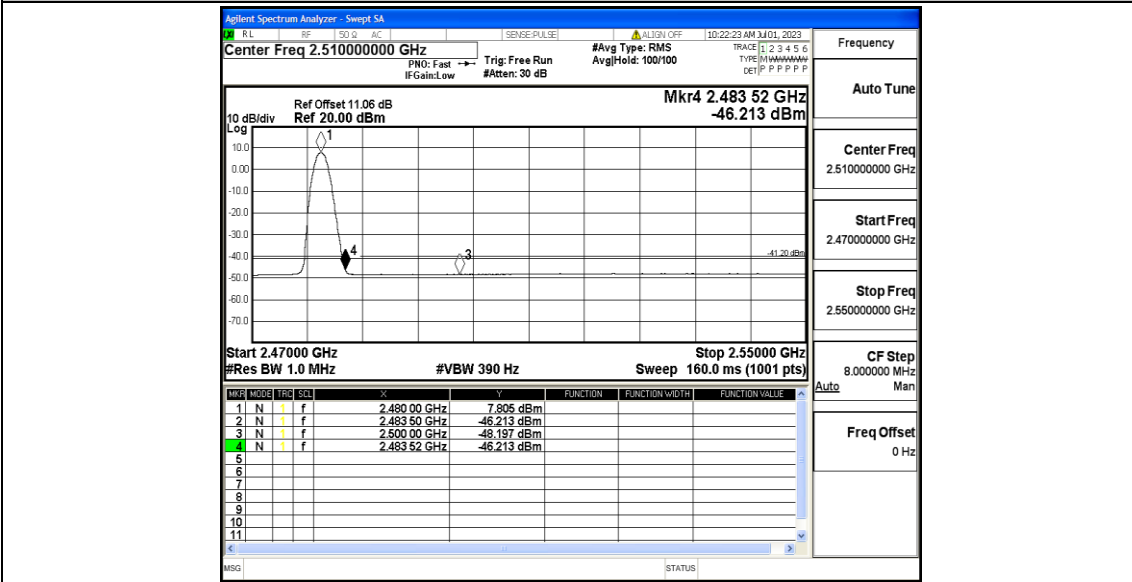 Agilent Spectrum Analyzer - Swept SA
RL RF 50 Ω AC SENSE:PULSE ALIGN OFF 10:22:23 AM Jul 01, 2023
Center Freq 2.510000000 GHz
PNO: Fast
IFGain:Low
Trig: Free Run
#Atten: 30 dB
#Avg Type: RMS
Avg|Hold: 100/100
TRACE 1 2 3 4 5 6
TYPE M WWWWW
DET P P P P P P
Ref Offset 11.06 dB
Ref 20.00 dBm
10 dB/div
Log
Mkr4 2.483 52 GHz
-46.213 dBm
10.0
0.00
-10.0
-20.0
-30.0
-40.0
-50.0
-60.0
-70.0
1
4
3
-41.20 dBm
Start 2.47000 GHz Stop 2.55000 GHz
#Res BW 1.0 MHz #VBW 390 Hz Sweep 160.0 ms (1001 pts)
MKR MODE TRC SCL X Y FUNCTION FUNCTION WIDTH FUNCTION VALUE
1 N 1 f 2.480 00 GHz 7.805 dBm
2 N 1 f 2.483 50 GHz -46.213 dBm
3 N 1 f 2.500 00 GHz -48.197 dBm
4 N 1 f 2.483 52 GHz -46.213 dBm
5
6
7
8
9
10
11
MSG STATUS
Frequency
Auto Tune
Center Freq
2.510000000 GHz
Start Freq
2.470000000 GHz
Stop Freq
2.550000000 GHz
CF Step
8.000000 MHz
Auto Man
Freq Offset
0 Hz